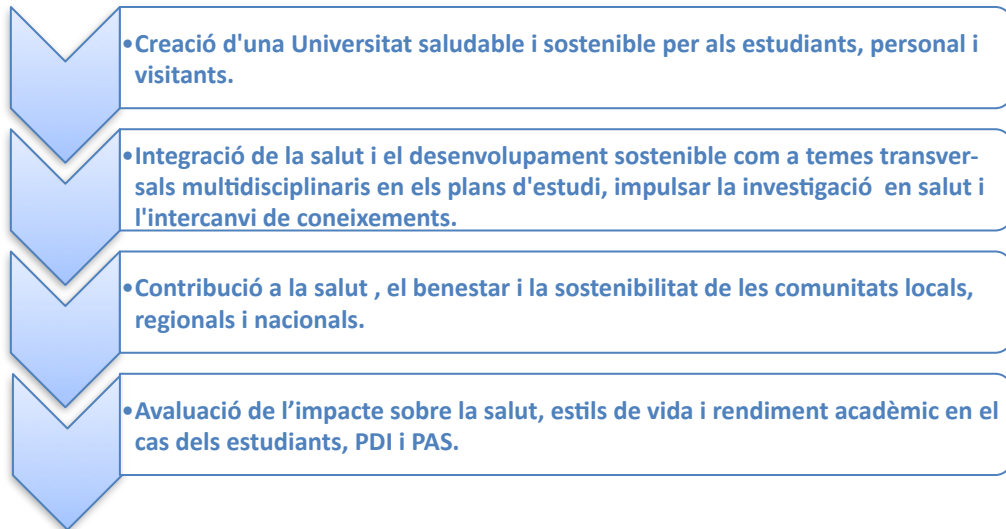 •Creació d'una Universitat saludable i sostenible per als estudiants, personal i
visitants.
•Integració de la salut i el desenvolupament sostenible com a temes transver-
sals multidisciplinaris en els plans d'estudi, impulsar la investigació  en salut i
l'intercanvi de coneixements.
•Contribució a la salut , el benestar i la sostenibilitat de les comunitats locals,
regionals i nacionals.
•Avaluació de l’impacte sobre la salut, estils de vida i rendiment acadèmic en el
cas dels estudiants, PDI i PAS.